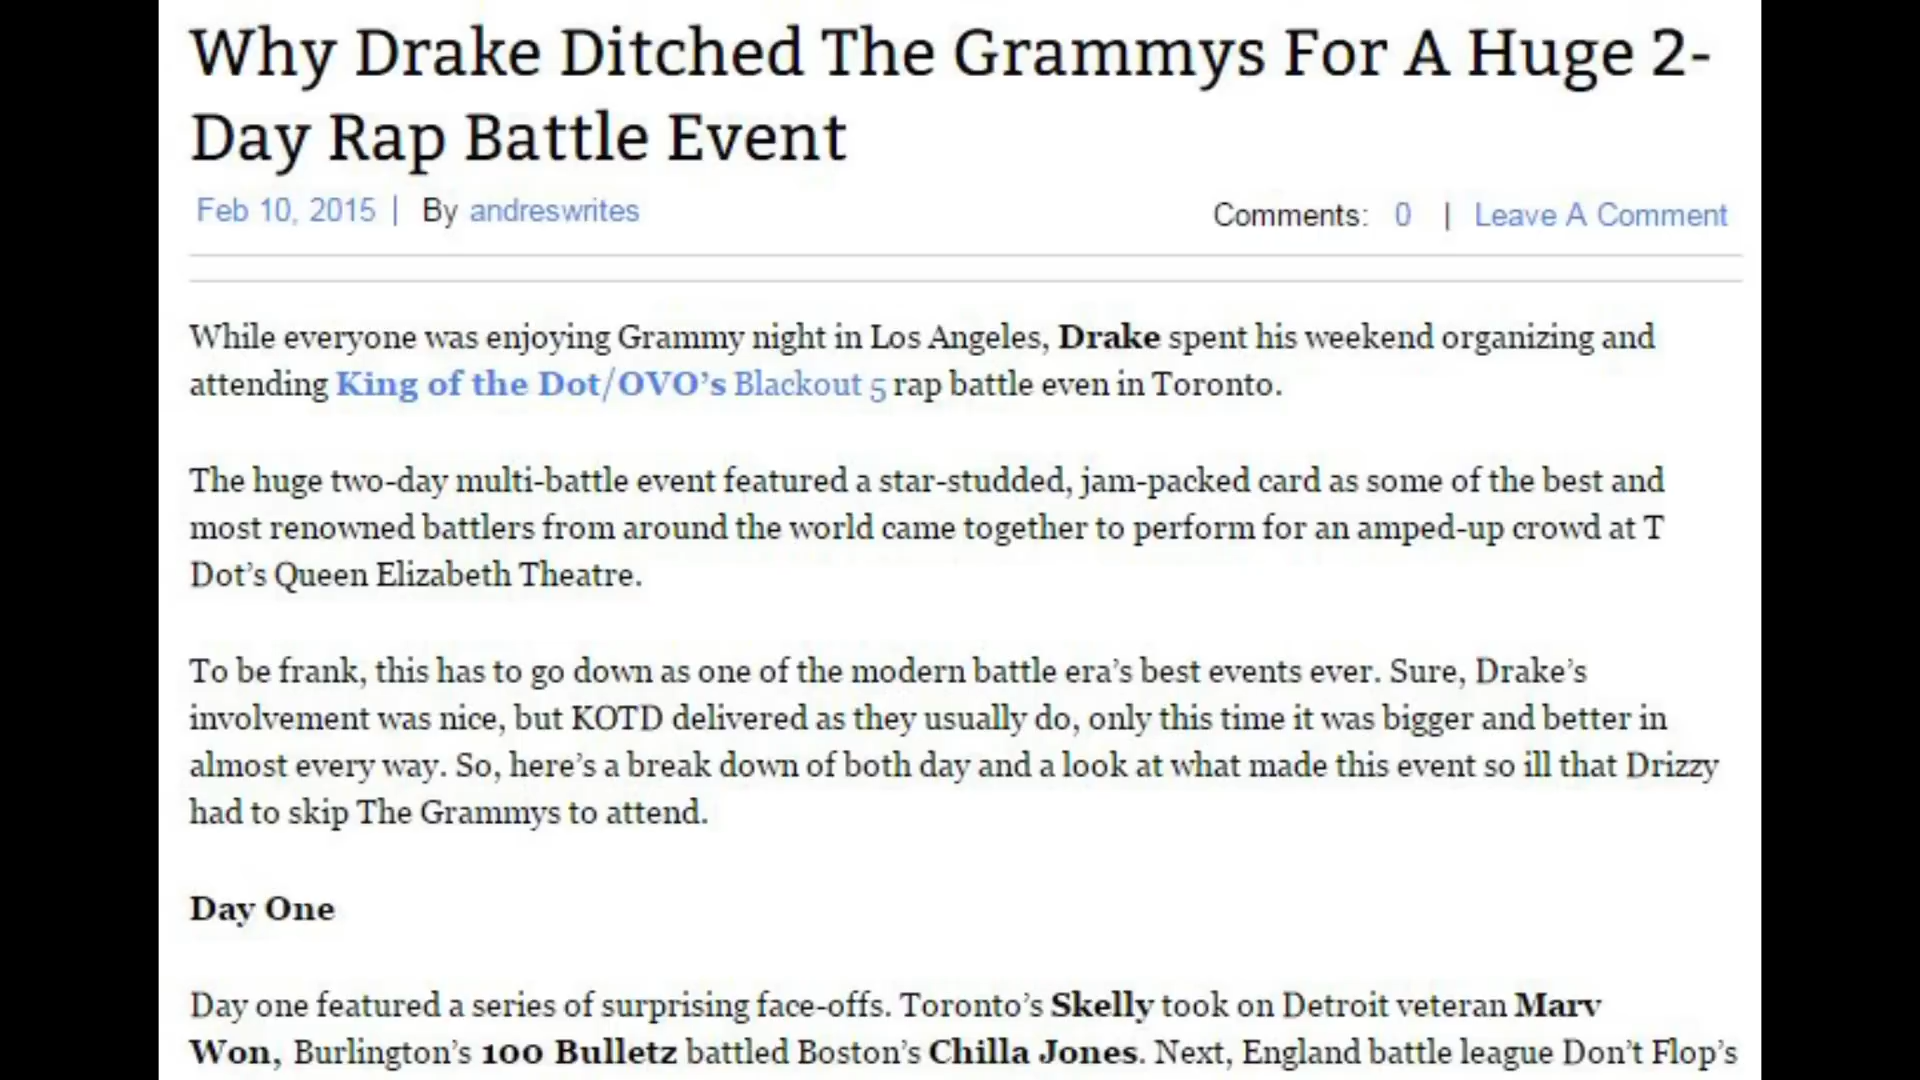 Why Drake Ditched The Grammys For A Huge 2-
Day Rap Battle Event
Feb 10, 2015 | By andreswrites
Comments: 0 | Leave A Comment
While everyone was enjoying Grammy night in Los Angeles, Drake spent his weekend organizing and
attending King of the Dot/OVO’s Blackout 5 rap battle even in Toronto.
The huge two-day multi-battle event featured a star-studded, jam-packed card as some of the best and
most renowned battlers from around the world came together to perform for an amped-up crowd at T
Dot’s Queen Elizabeth Theatre.
To be frank, this has to go down as one of the modern battle era’s best events ever. Sure, Drake’s
involvement was nice, but KOTD delivered as they usually do, only this time it was bigger and better in
almost every way. So, here’s a break down of both day and a look at what made this event so ill that Drizzy
had to skip The Grammys to attend.
Day One
Day one featured a series of surprising face-offs. Toronto’s Skelly took on Detroit veteran Marv
Won, Burlington’s 100 Bulletz battled Boston’s Chilla Jones. Next, England battle league Don’t Flop’s